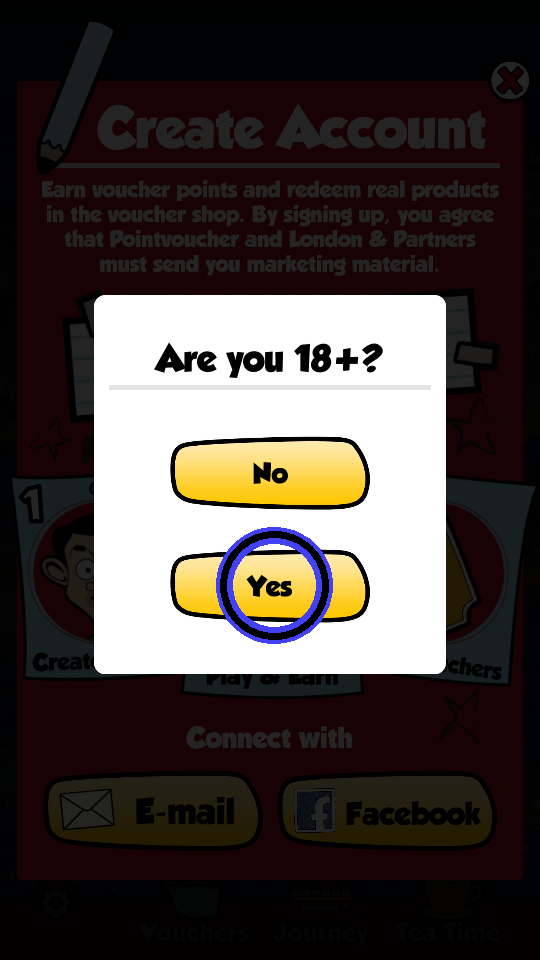 Create Account
Earn voucher points and redeem real products
in the voucher shop. By signing up, you agree
that Pointvoucher and London & Partners
must send you marketing material.
Are you 18+?
No
Yes
1
Play & Earn
Connect with
E-mail
Facebook
Vouchers Journey Tea Time